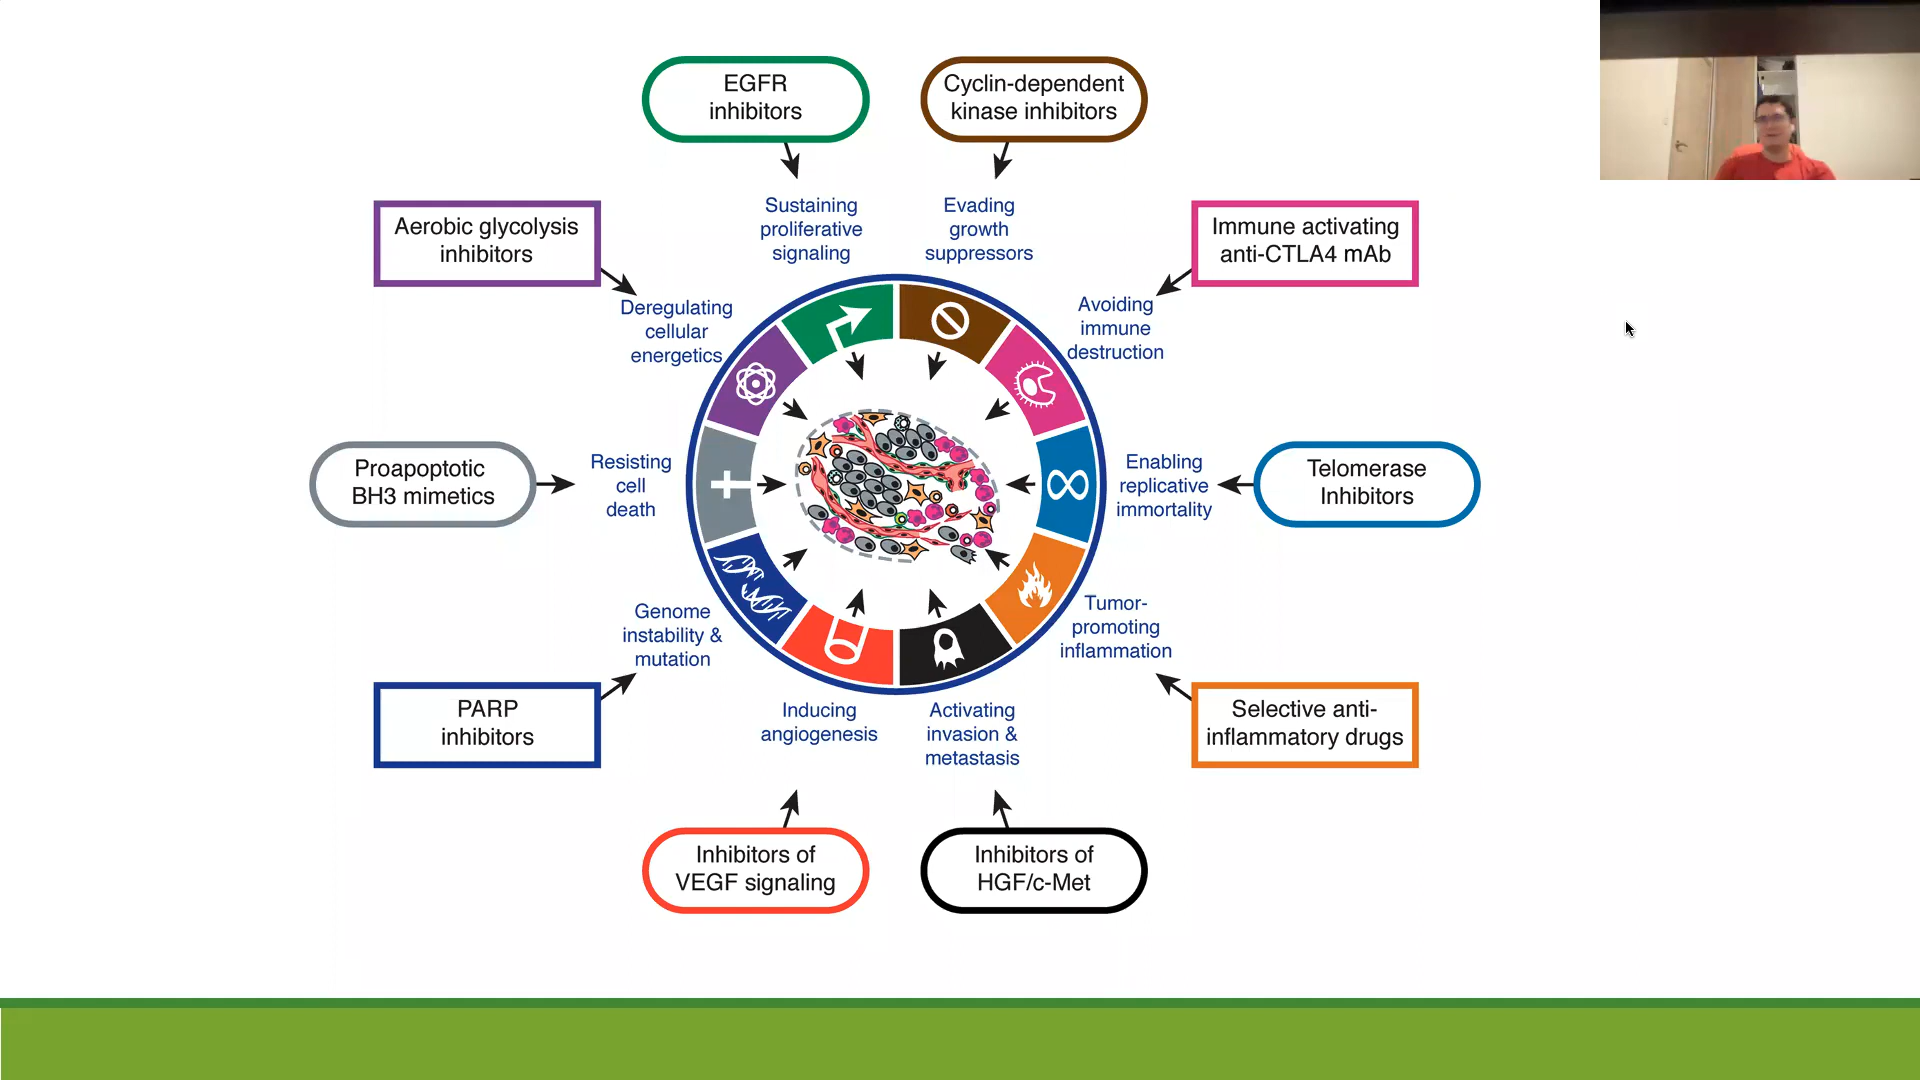 EGFR
inhibitors
Cyclin-dependent
kinase inhibitors
Aerobic glycolysis
inhibitors
Sustaining
proliferative
signaling
Evading
growth
suppressors
Immune activating
anti-CTLA4 mAb
Deregulating
cellular
energetics
Avoiding
immune
destruction
Proapoptotic
BH3 mimetics
Resisting
cell
death
Enabling
replicative
immortality
Telomerase
Inhibitors
Genome
instability &
mutation
Tumor-
promoting
inflammation
PARP
inhibitors
Inducing
angiogenesis
Activating
invasion &
metastasis
Selective anti-
inflammatory drugs
Inhibitors of
VEGF signaling
Inhibitors of
HGF/c-Met